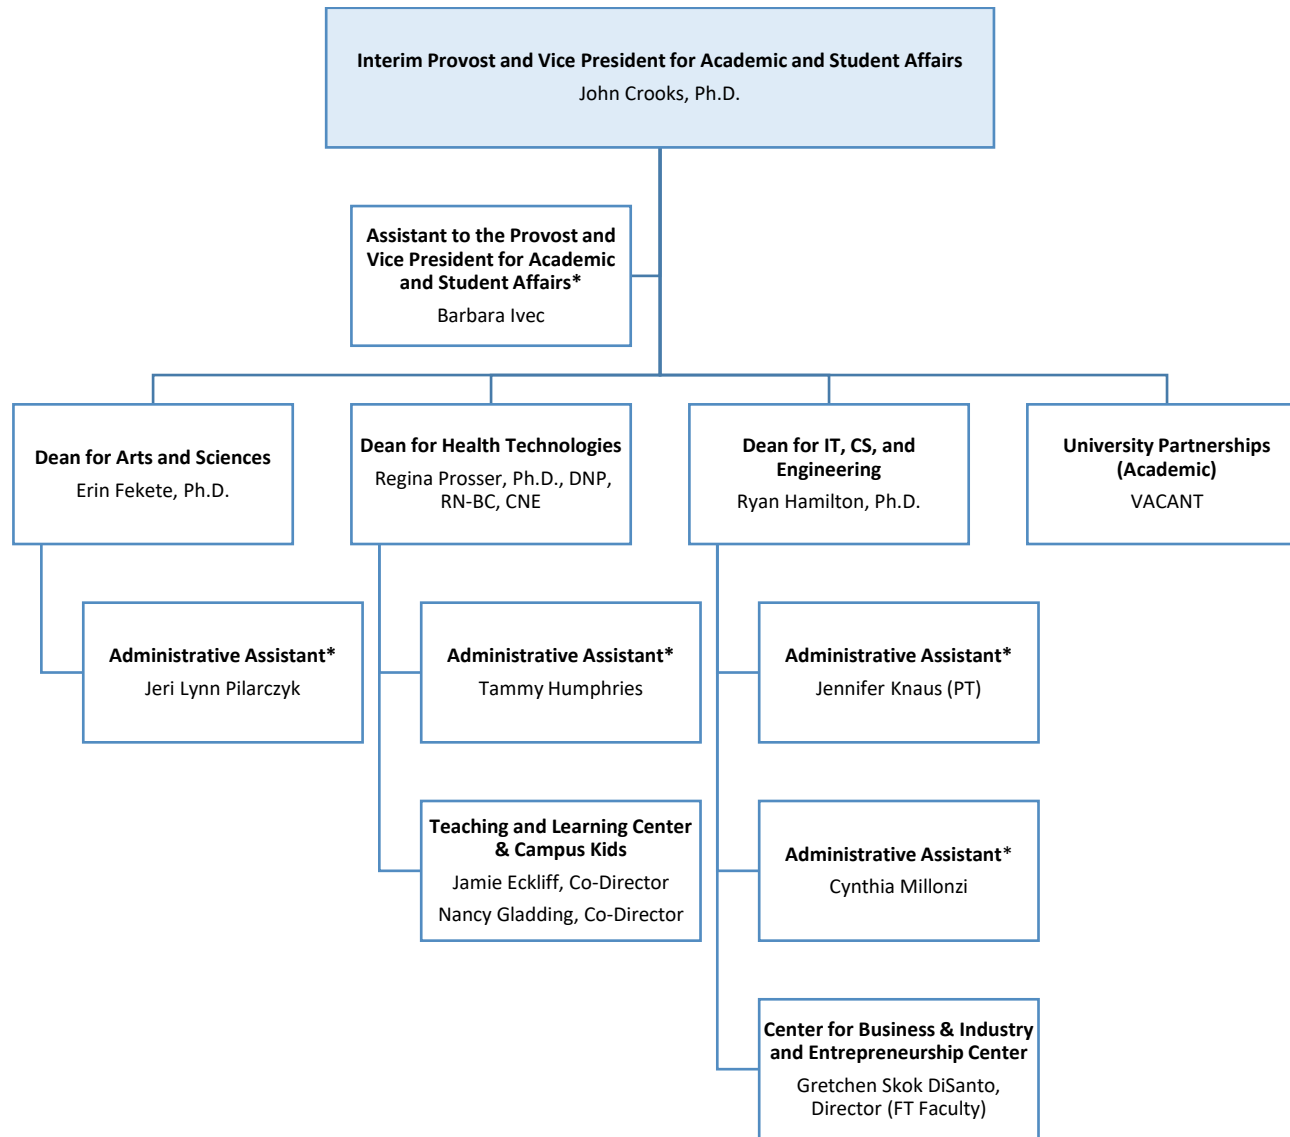 Interim Provost and Vice President for Academic and Student Affairs
John Crooks, Ph.D.
Assistant to the Provost and
Vice President for Academic
and Student Affairs*
Barbara Ivec
Dean for Arts and Sciences
Erin Fekete, Ph.D.
Dean for Health Technologies
Regina Prosser, Ph.D., DNP,
RN-BC, CNE
Dean for IT, CS, and
Engineering
Ryan Hamilton, Ph.D.
University Partnerships
(Academic)
VACANT
Administrative Assistant*
Jeri Lynn Pilarczyk
Administrative Assistant*
Tammy Humphries
Administrative Assistant*
Jennifer Knaus (PT)
Teaching and Learning Center
& Campus Kids
Jamie Eckliff, Co-Director
Nancy Gladding, Co-Director
Administrative Assistant*
Cynthia Millonzi
Center for Business & Industry
and Entrepreneurship Center
Gretchen Skok DiSanto,
Director (FT Faculty)